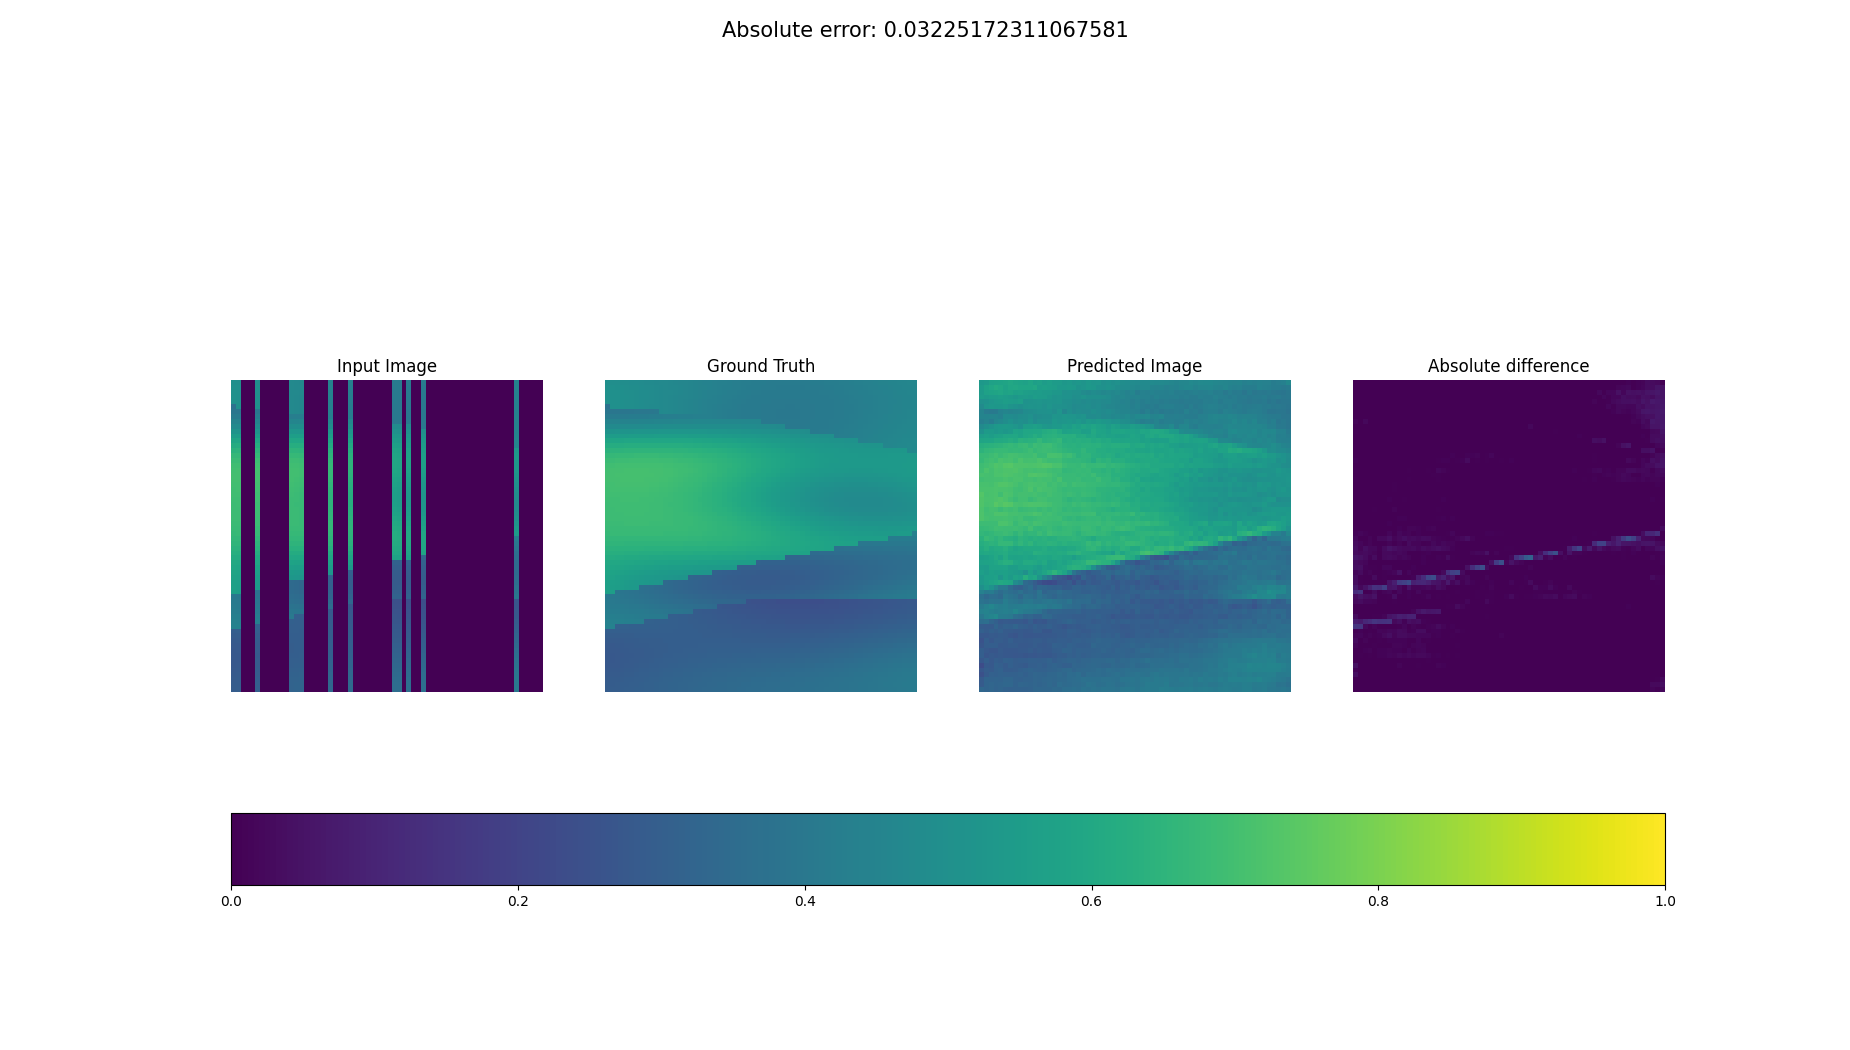 Absolute error: 0.03225172311067581
Input Image
Ground Truth
Predicted Image
Absolute difference
0.0
0.2
0.4
0.6
0.8
1.0